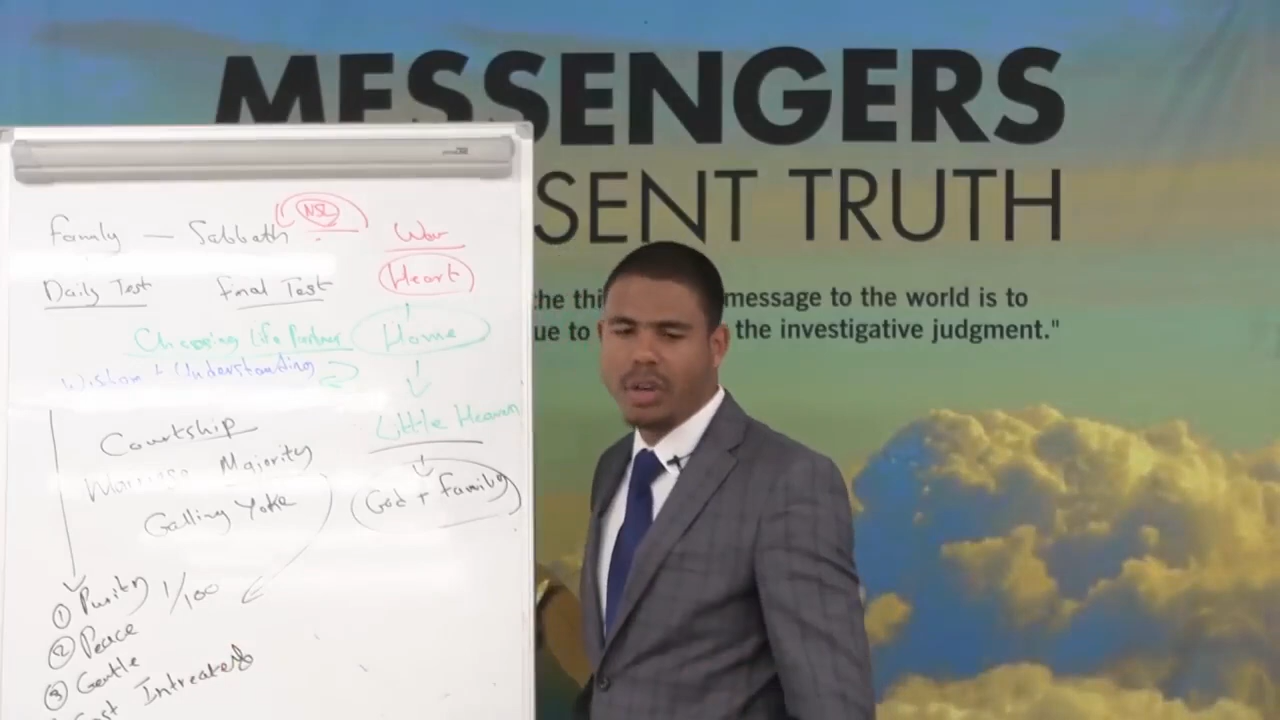 MESSENGERS
SENT TRUTH
the thi message to the world is to
ue to the investigative judgment."
Family — Sabbath NSL War
Daily Test Final Test Heart
Choosing Life Partner Home
Wisdom + Understanding
Little Heaven
Courtship
Marriage Majority
God + Family
Galling Yoke
① Purity 1/100
② Peace
③ Gentle
Intreated